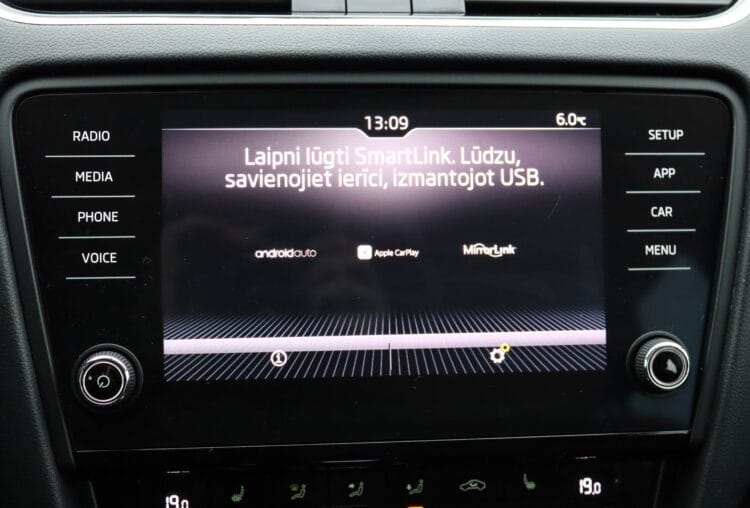 13:09
6.0°C
RADIO
MEDIA
PHONE
VOICE
Laipni lūgti SmartLink. Lūdzu,
savienojiet ierīci, izmantojot USB.
androidauto
Apple CarPlay
MirrorLink
SETUP
APP
CAR
MENU
19.0
19.0